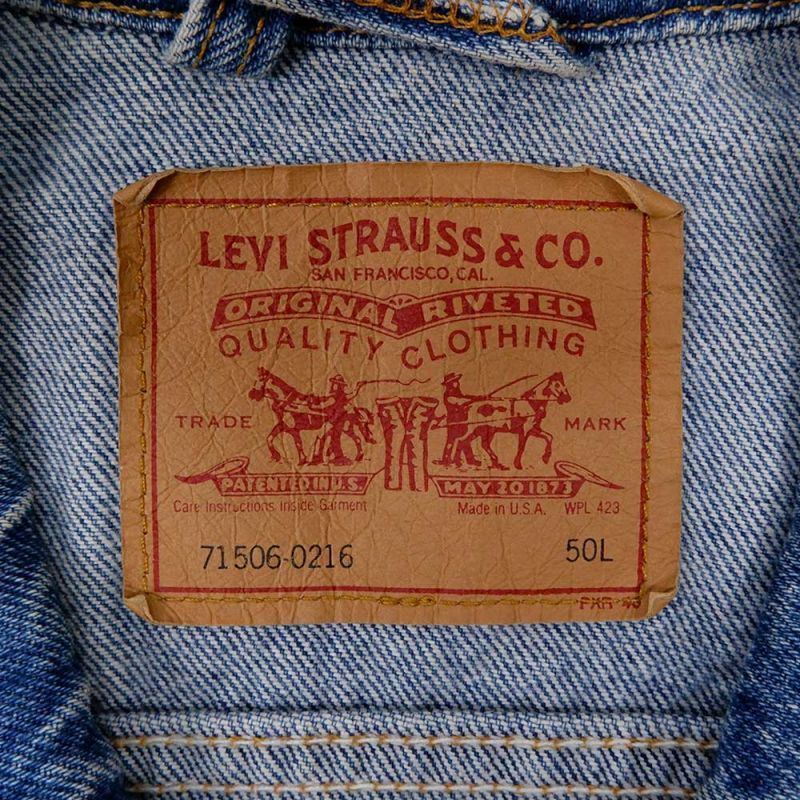 LEVI STRAUSS & CO.
SAN FRANCISCO, CAL.
ORIGINAL RIVETED
QUALITY CLOTHING
TRADE MARK
PATENTED IN U.S. MAY 20 1873
Care Instructions Inside Garment Made in U.S.A. WPL 423
71506-0216 50L